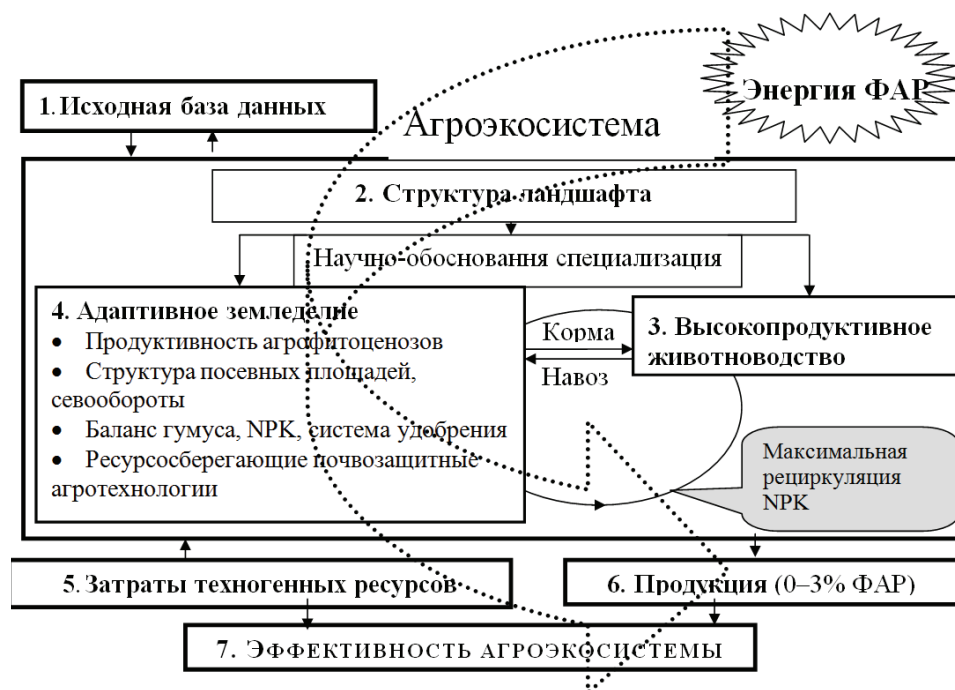 Энергия ФАР
1. Исходная база данных
Агроэкосистема
2. Структура ландшафта
Научно-обоснования специализация
4. Адаптивное земледелие
• Продуктивность агрофитоценозов
• Структура посевных площадей,
севообороты
• Баланс гумуса, NPK, система удобрения
• Ресурсосберегающие почвозащитные
агротехнологии
Корма
Навоз
3. Высокопродуктивное
животноводство
Максимальная
рециркуляция
NPK
5. Затраты техногенных ресурсов
6. Продукция (0–3% ФАР)
7. ЭФФЕКТИВНОСТЬ АГРОЭКОСИСТЕМЫ